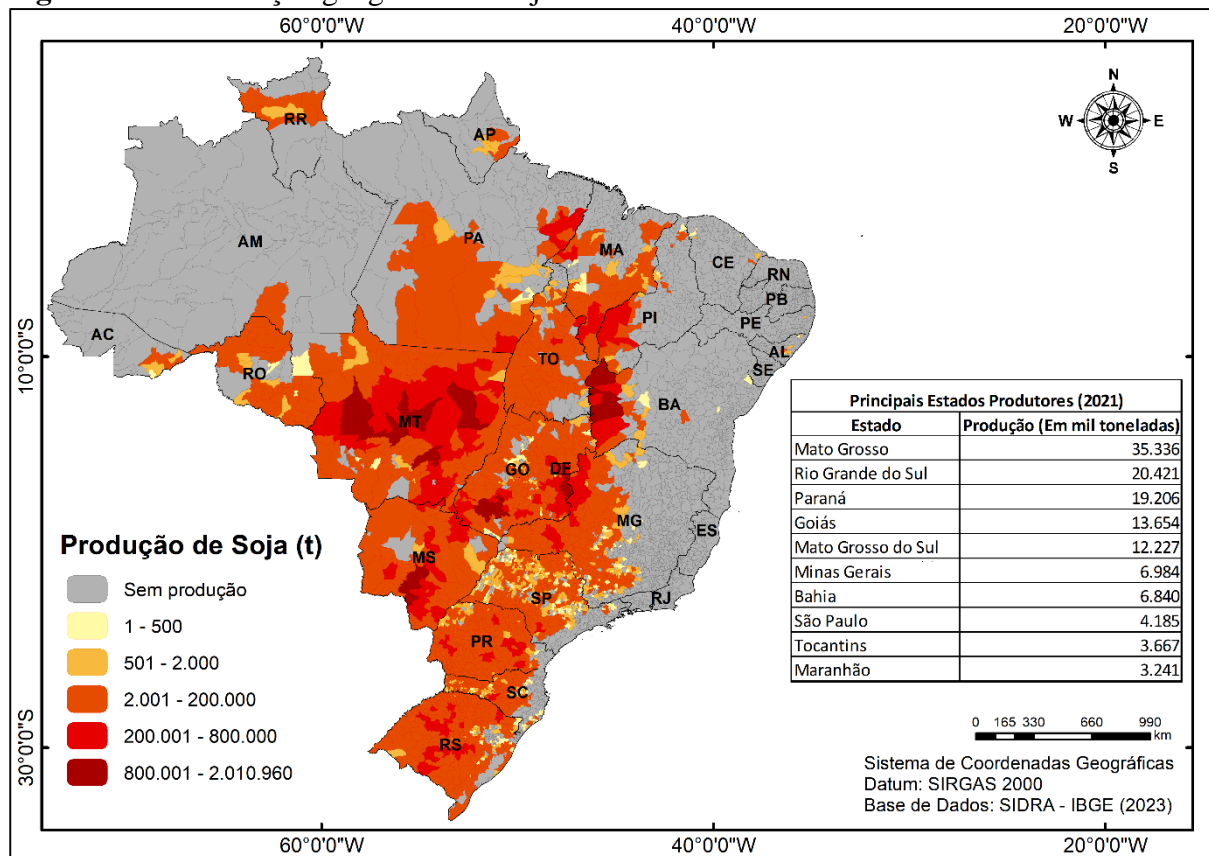 60°0'0"W 40°0'0"W 20°0'0"W
N
W E
S
10°0'0"S
30°0'0"S
RR
AP
AM
PA
MA
CE
RN
PB
PE
AL
SE
PI
AC
RO
TO
BA
MT
GO
DF
MG
ES
MS
SP
RJ
PR
SC
RS
Principais Estados Produtores (2021)
Estado Produção (Em mil toneladas)
Mato Grosso 35.336
Rio Grande do Sul 20.421
Paraná 19.206
Goiás 13.654
Mato Grosso do Sul 12.227
Minas Gerais 6.984
Bahia 6.840
São Paulo 4.185
Tocantins 3.667
Maranhão 3.241
Produção de Soja (t)
Sem produção
1 - 500
501 - 2.000
2.001 - 200.000
200.001 - 800.000
800.001 - 2.010.960
0 165 330 660 990
km
Sistema de Coordenadas Geográficas
Datum: SIRGAS 2000
Base de Dados: SIDRA - IBGE (2023)
60°0'0"W 40°0'0"W 20°0'0"W